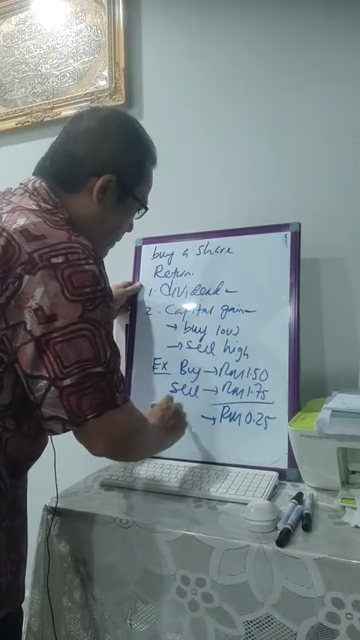 buy a share
Return
1. dividend
2. Capital gain
→ buy low
→ sell high
EX Buy → RM1.50
sell → RM1.75
→ RM0.25